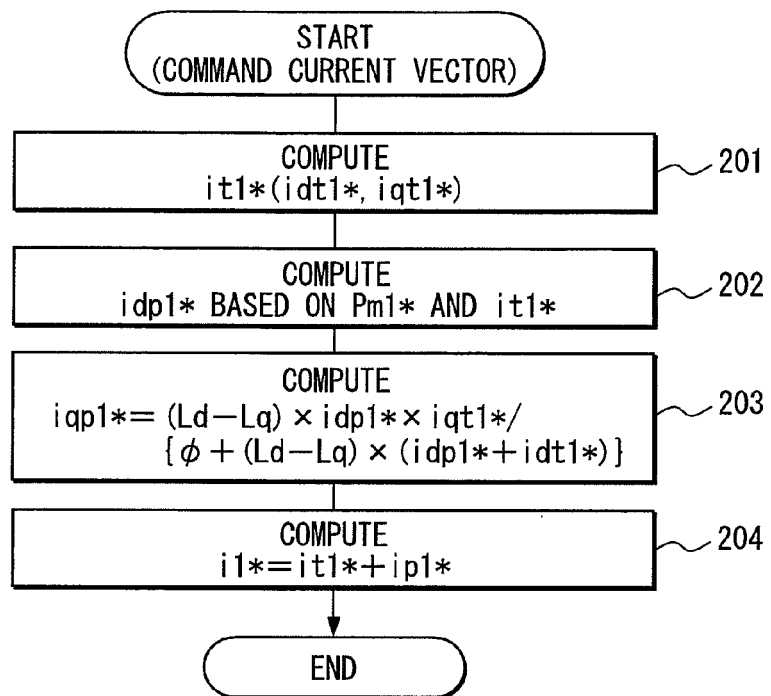 START
(COMMAND CURRENT VECTOR)
COMPUTE
it1*(idt1*, iqt1*)
201
COMPUTE
idp1* BASED ON Pm1* AND it1*
202
COMPUTE
iqp1*=(Ld-Lq)×idp1*×iqt1*/
{φ+(Ld-Lq)×(idp1*+idt1*)}
203
COMPUTE
i1*=it1*+ip1*
204
END